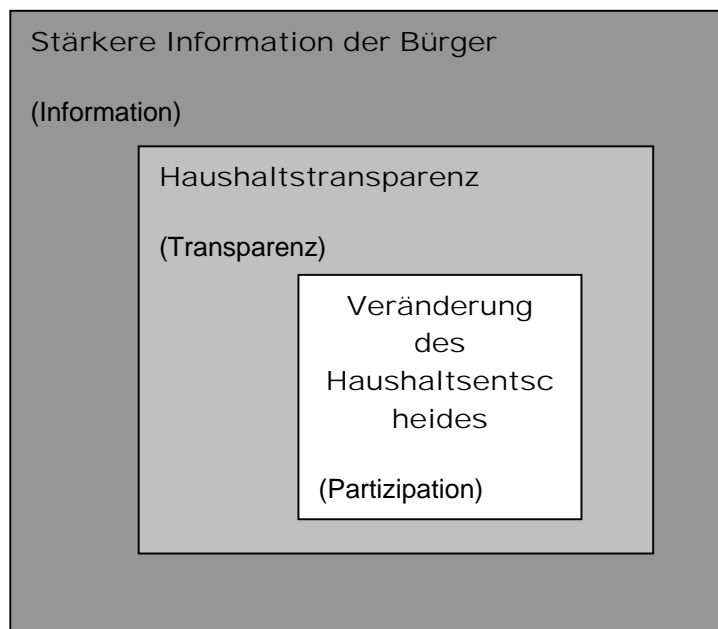 Stärkere Information der Bürger
(Information)
Haushaltstransparenz
(Transparenz)
Veränderung
des
Haushaltsentsc
heides
(Partizipation)